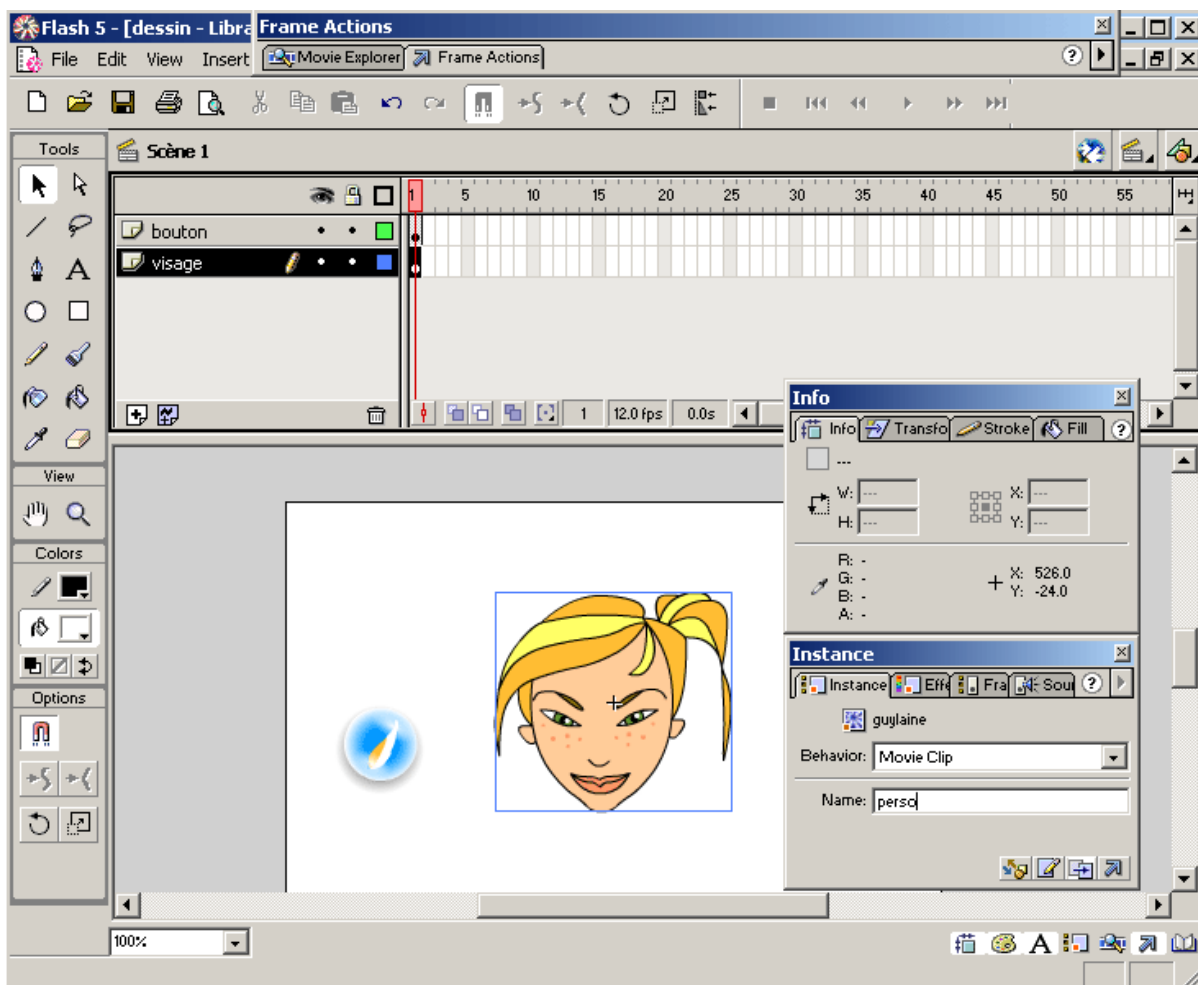 Flash 5 - [dessin - Libra
Frame Actions
File Edit View Insert
Movie Explorer Frame Actions ?
Tools
Scène 1
1 5 10 15 20 25 30 35 40 45 50 55
bouton
visage
1 12.0 fps 0.0s
A
View
Colors
Options
Info
Info Transfo Stroke Fill ?
---
W: --- X: ---
H: --- Y: ---
R: -
G: - X: 526.0
B: - Y: -24.0
A: -
Instance
Instance Effe Fra Soun ?
guylaine
Behavior: Movie Clip
Name: perso
100%
A